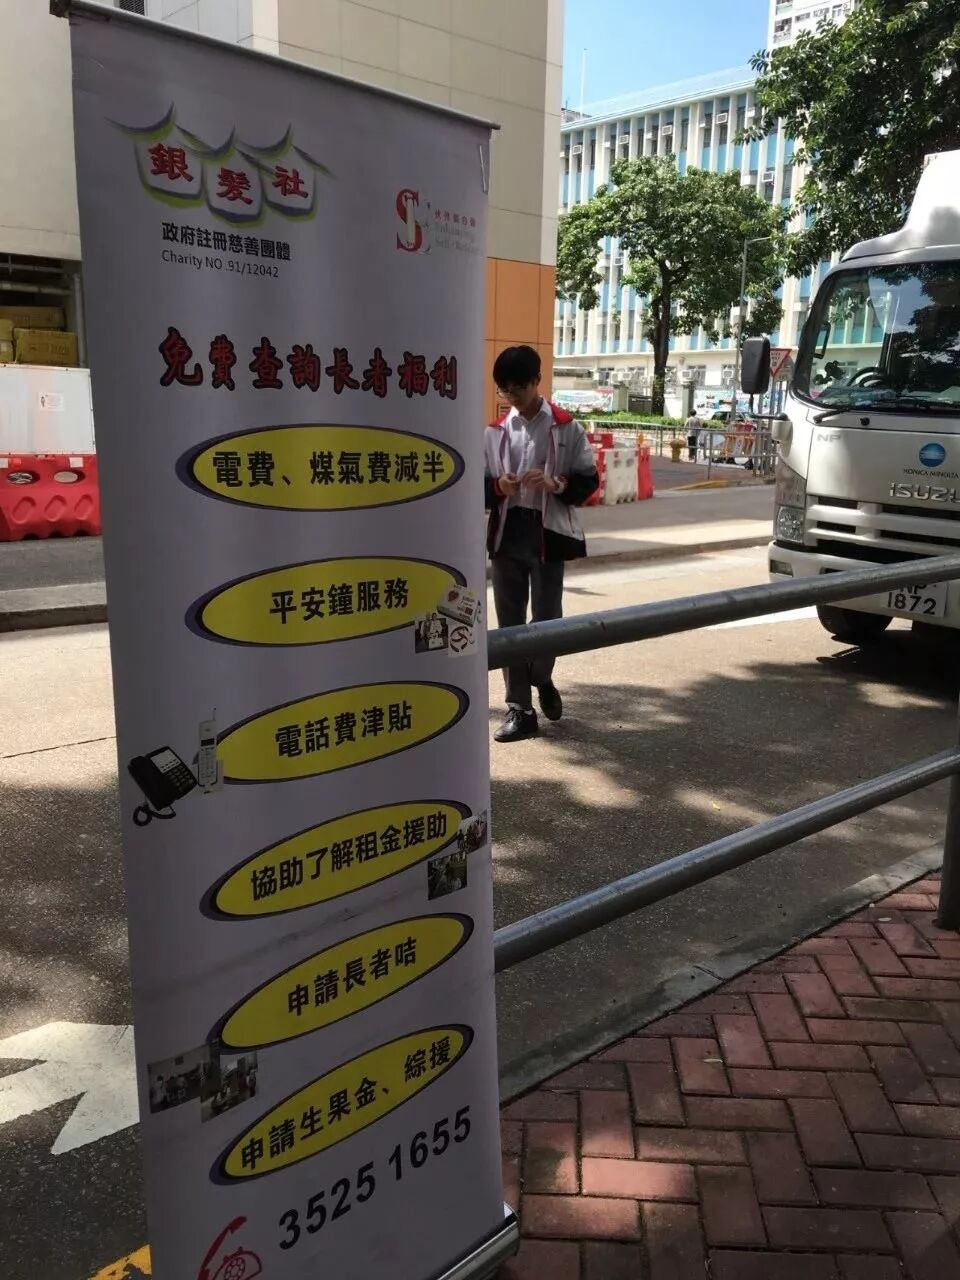 銀髮社
政府註冊慈善團體
Charity NO .91/12042
免費查詢長者福利
電費、煤氣費減半
平安鐘服務
電話費津貼
協助了解租金援助
申請長者咭
申請生果金、綜援
3525 1655
NP
KONICA MINOLTA
ISUZU
1872